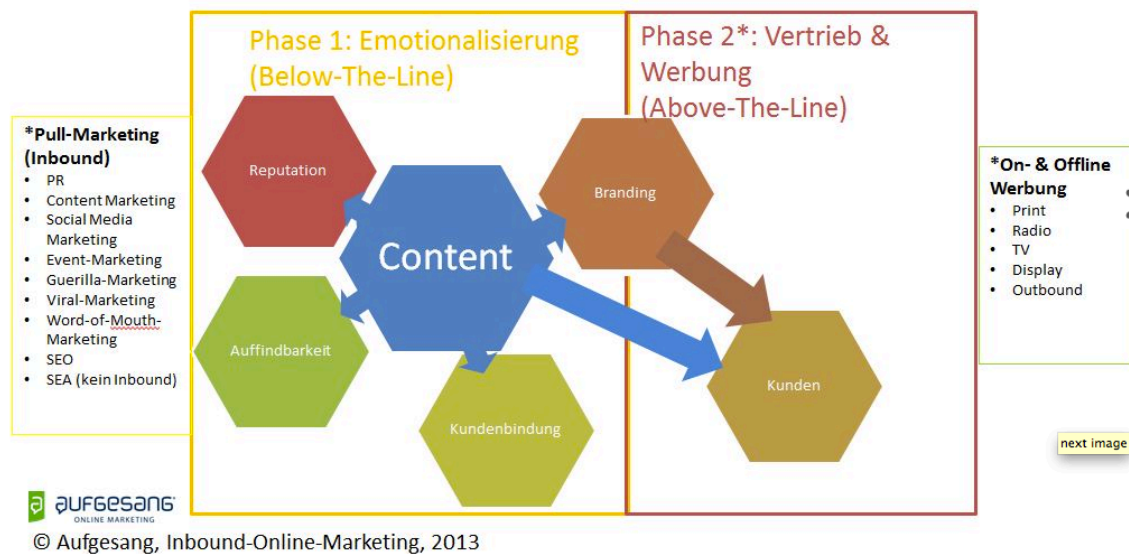 Phase 1: Emotionalisierung
(Below-The-Line)
Phase 2*: Vertrieb &
Werbung
(Above-The-Line)
*Pull-Marketing
(Inbound)
• PR
• Content Marketing
• Social Media
Marketing
• Event-Marketing
• Guerilla-Marketing
• Viral-Marketing
• Word-of-Mouth-
Marketing
• SEO
• SEA (kein Inbound)
Reputation
Content
Branding
Auffindbarkeit
Kundenbindung
Kunden
*On- & Offline
Werbung
• Print
• Radio
• TV
• Display
• Outbound
next image
aufgesang
ONLINE MARKETING
© Aufgesang, Inbound-Online-Marketing, 2013